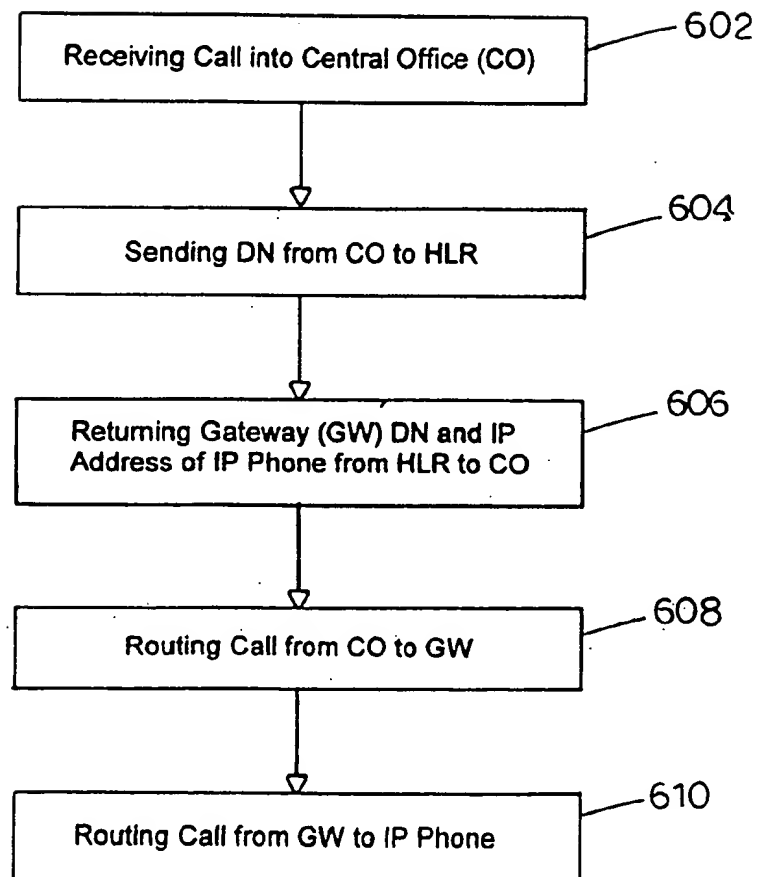 Receiving Call into Central Office (CO)
602
Sending DN from CO to HLR
604
Returning Gateway (GW) DN and IP
Address of IP Phone from HLR to CO
606
Routing Call from CO to GW
608
Routing Call from GW to IP Phone
610